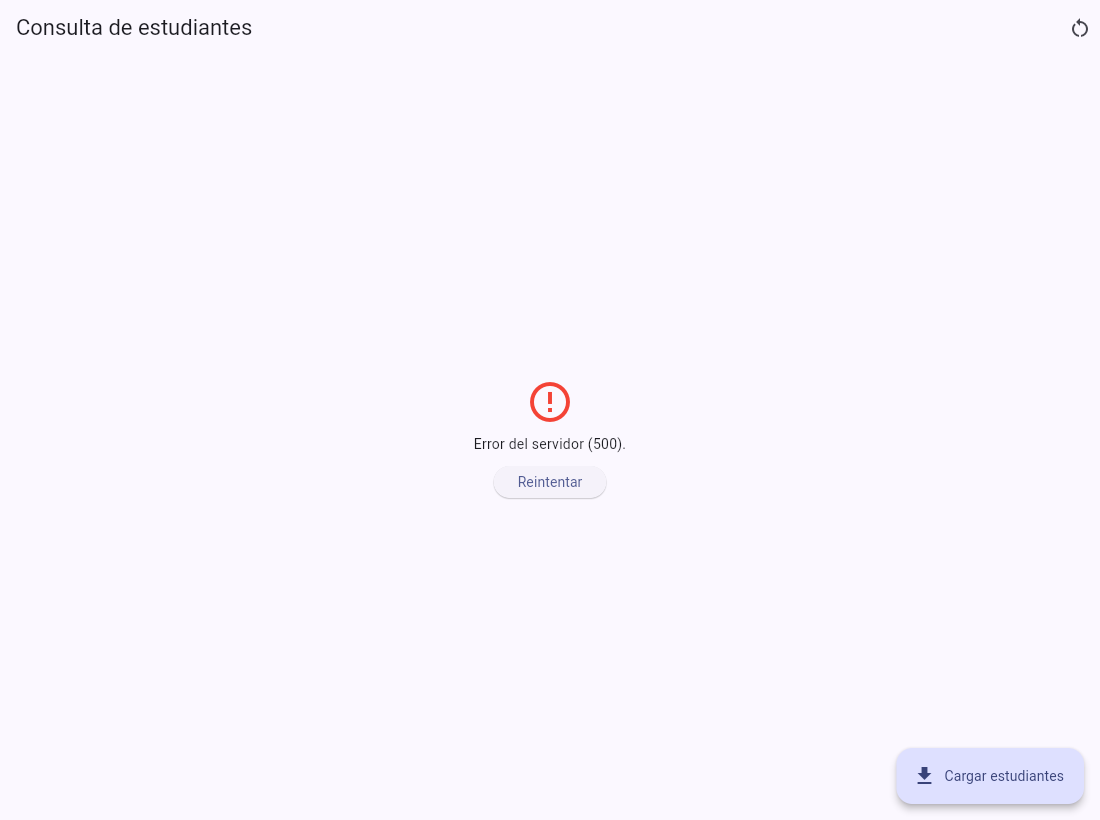 Consulta de estudiantes
Error del servidor (500).
Reintentar
Cargar estudiantes